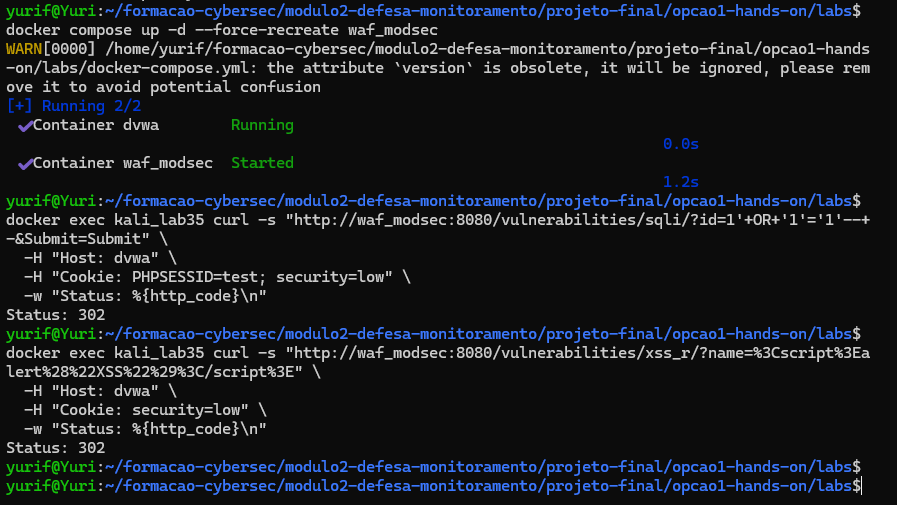 yurif@Yuri:~/formacao-cybersec/modulo2-defesa-monitoramento/projeto-final/opcao1-hands-on/labs$
docker compose up -d --force-recreate waf_modsec
WARN[0000] /home/yurif/formacao-cybersec/modulo2-defesa-monitoramento/projeto-final/opcao1-hands
-on/labs/docker-compose.yml: the attribute `version` is obsolete, it will be ignored, please rem
ove it to avoid potential confusion
[+] Running 2/2
✔Container dvwa Running
0.0s
✔Container waf_modsec Started
1.2s
yurif@Yuri:~/formacao-cybersec/modulo2-defesa-monitoramento/projeto-final/opcao1-hands-on/labs$
docker exec kali_lab35 curl -s "http://waf_modsec:8080/vulnerabilities/sqli/?id=1'+OR+'1'='1'--+
-&Submit=Submit" \
-H "Host: dvwa" \
-H "Cookie: PHPSESSID=test; security=low" \
-w "Status: %{http_code}\n"
Status: 302
yurif@Yuri:~/formacao-cybersec/modulo2-defesa-monitoramento/projeto-final/opcao1-hands-on/labs$
docker exec kali_lab35 curl -s "http://waf_modsec:8080/vulnerabilities/xss_r/?name=%3Cscript%3Ea
lert%28%22XSS%22%29%3C/script%3E" \
-H "Host: dvwa" \
-H "Cookie: security=low" \
-w "Status: %{http_code}\n"
Status: 302
yurif@Yuri:~/formacao-cybersec/modulo2-defesa-monitoramento/projeto-final/opcao1-hands-on/labs$
yurif@Yuri:~/formacao-cybersec/modulo2-defesa-monitoramento/projeto-final/opcao1-hands-on/labs$